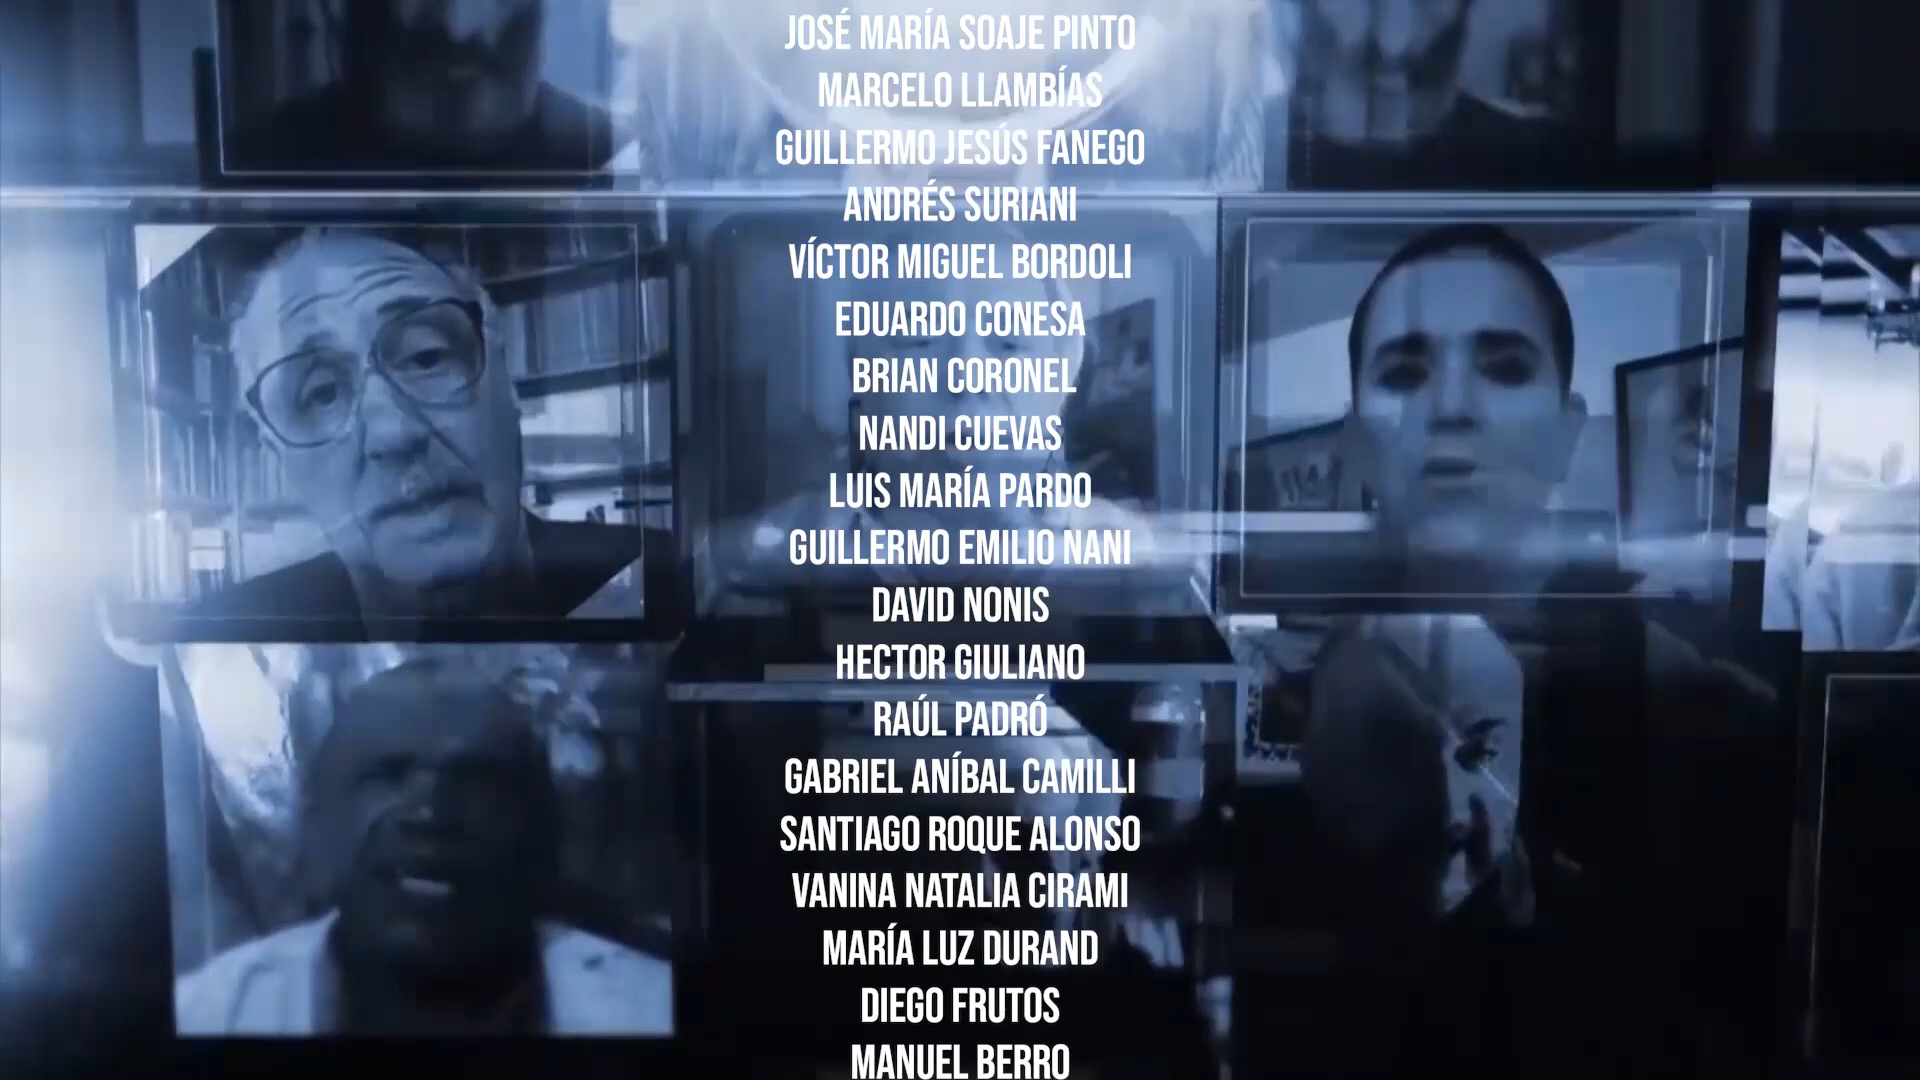 JOSÉ MARÍA SOAJE PINTO
MARCELO LLAMBÍAS
GUILLERMO JESÚS FANEGO
ANDRÉS SURIANI
VÍCTOR MIGUEL BORDOLI
EDUARDO CONESA
BRIAN CORONEL
NANDI CUEVAS
LUIS MARÍA PARDO
GUILLERMO EMILIO NANI
DAVID NONIS
HECTOR GIULIANO
RAÚL PADRÓ
GABRIEL ANÍBAL CAMILLI
SANTIAGO ROQUE ALONSO
VANINA NATALIA CIRAMI
MARÍA LUZ DURAND
DIEGO FRUTOS
MANUEL BERRO